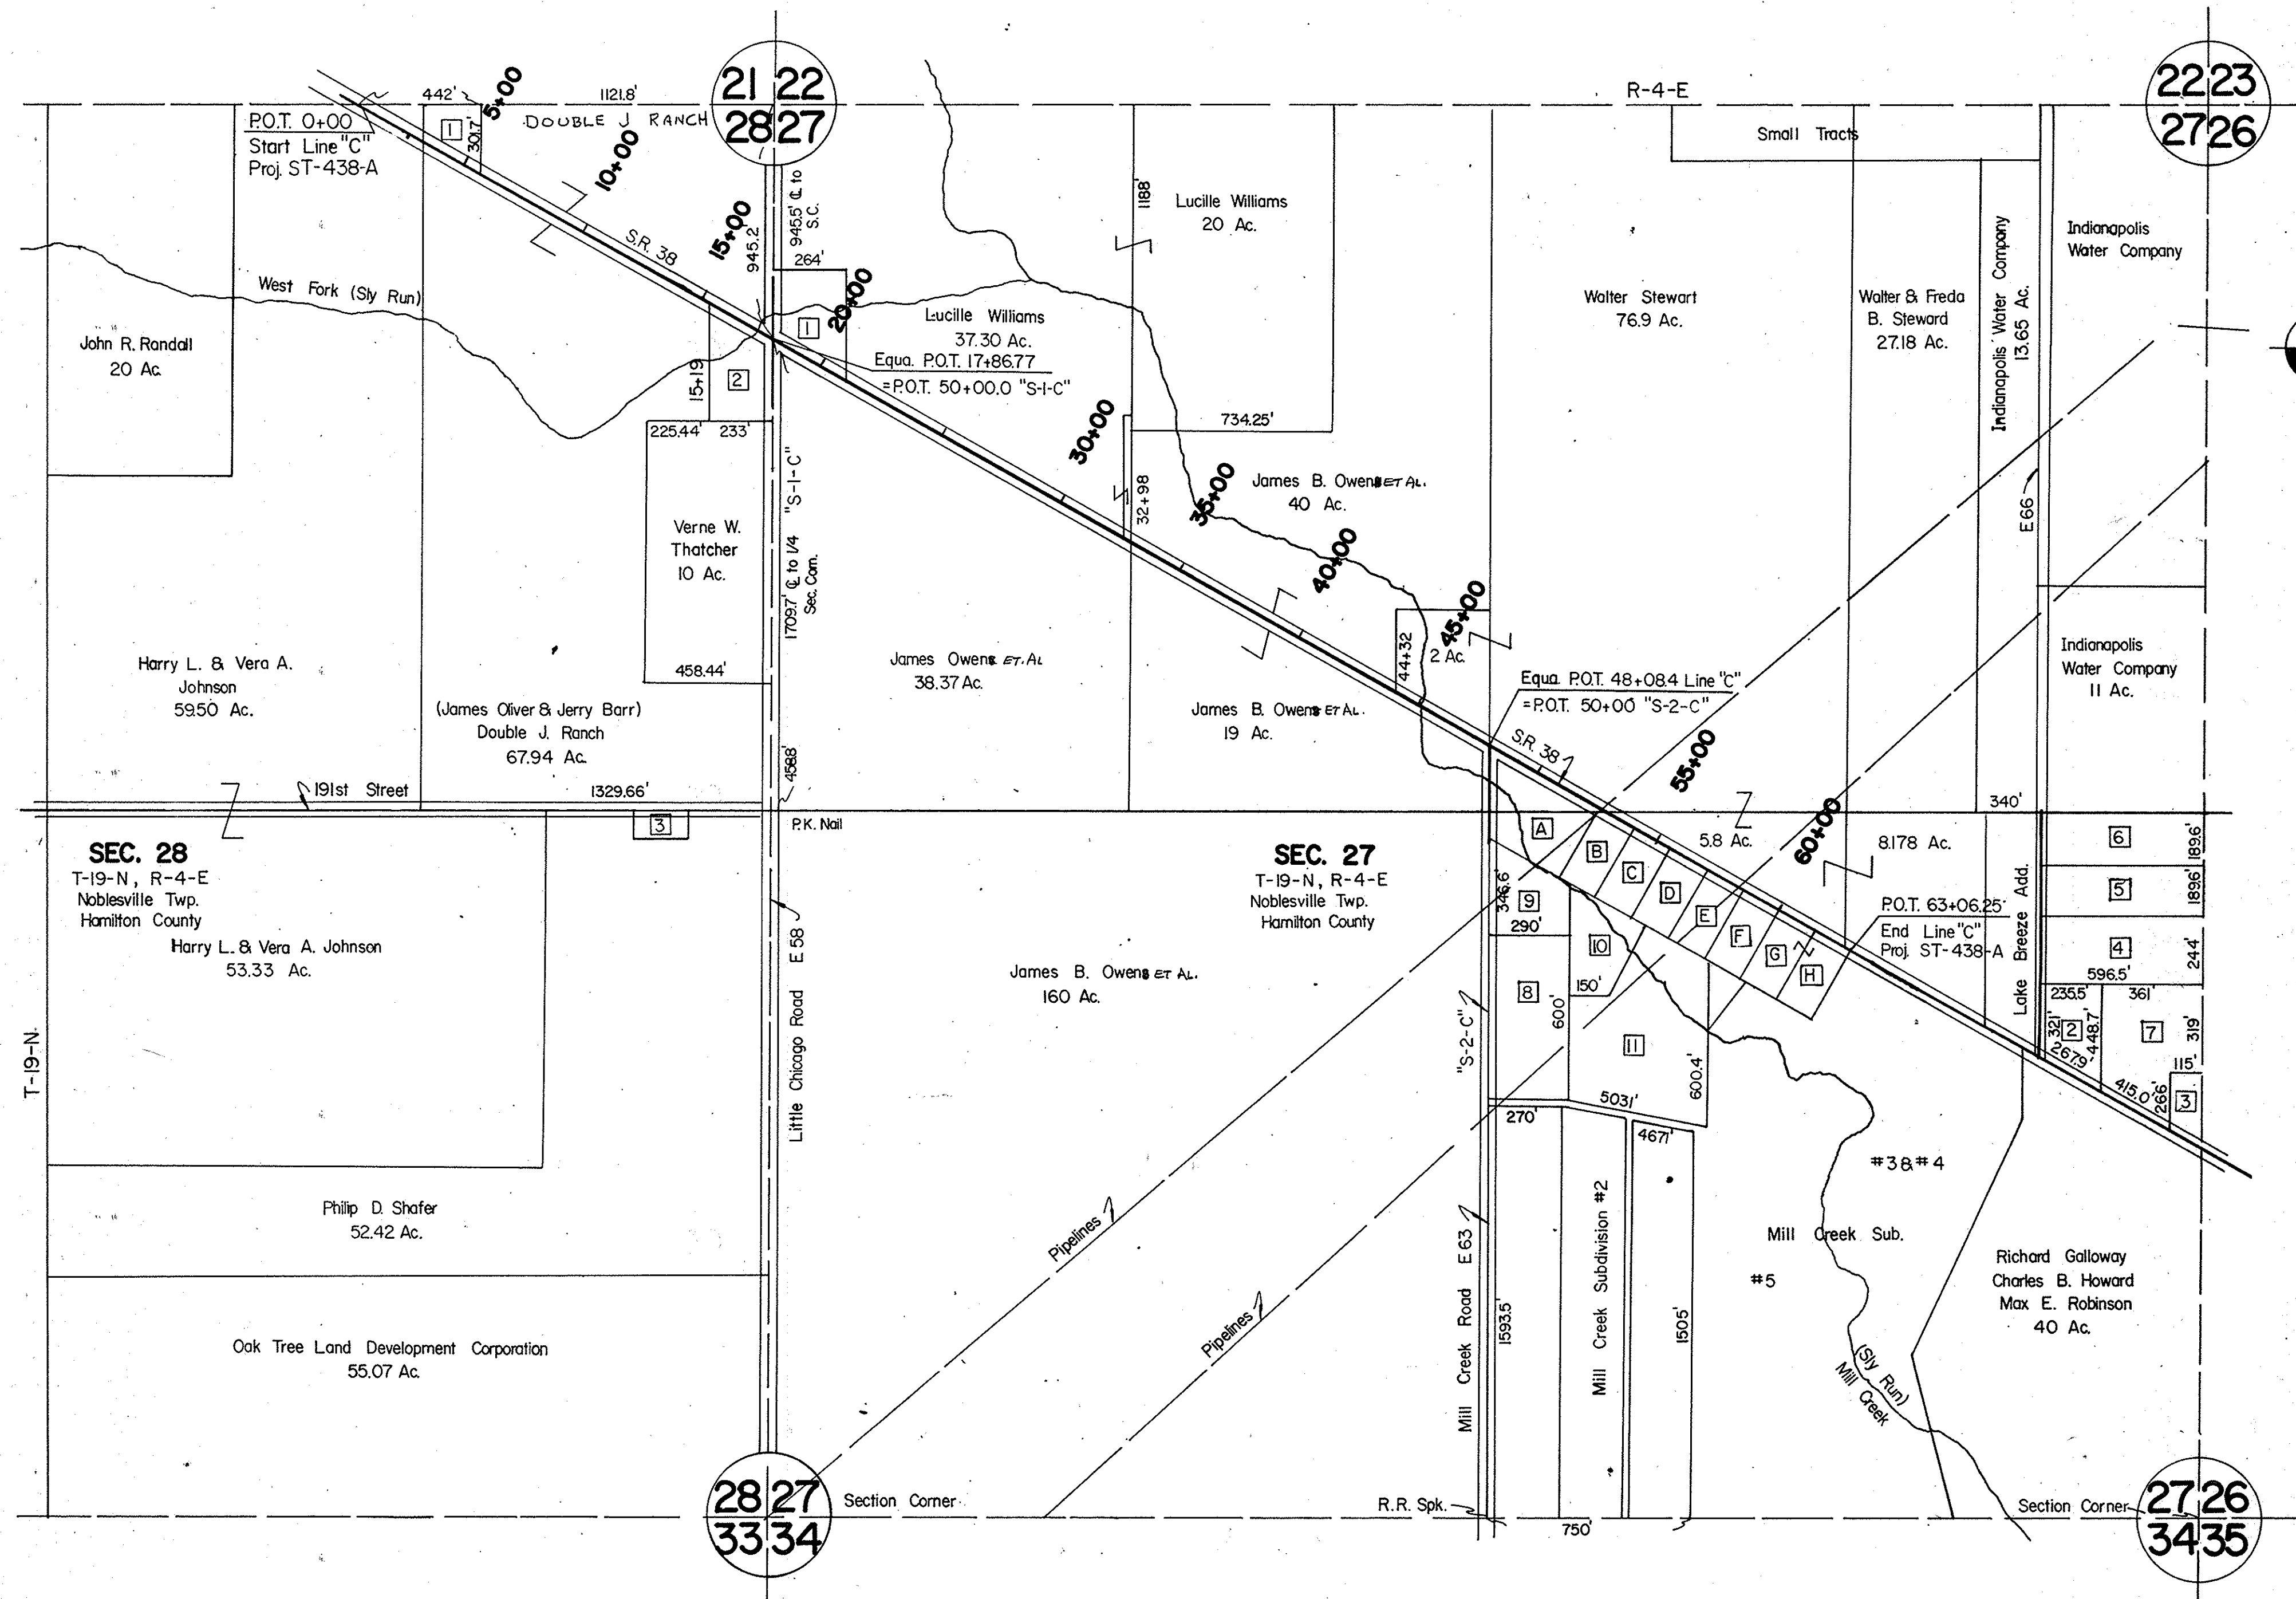 R-4-E
21 22
28 27
22 23
27 26
P.O.T. 0+00
Start Line "C"
Proj. ST-438-A
442'
1
301.7'
5+00
1121.8'
DOUBLE J RANCH
10+00
15+00
S.R. 38
945.2'
945.5' ℄ to
S.C.
264'
1
20+00
West Fork (Sly Run)
John R. Randall
20 Ac.
15+19
2
225.44'
233'
Lucille Williams
37.30 Ac.
Equa. P.O.T. 17+86.77
=P.O.T. 50+00.0 "S-1-C"
1188'
Lucille Williams
20 Ac.
734.25'
30+00
32+98
35+00
James B. Owens ET AL.
40 Ac.
40+00
44+32
45+00
2 Ac.
Small Tracts
Walter Stewart
76.9 Ac.
Walter & Freda
B. Steward
27.18 Ac.
Indianapolis Water Company
13.65 Ac.
Indianapolis
Water Company
E 66
Indianapolis
Water Company
11 Ac.
Verne W.
Thatcher
10 Ac.
458.44'
"S-1-C"
1709.7' ℄ to 1/4
Sec. Corn.
Harry L. & Vera A.
Johnson
59.50 Ac.
(James Oliver & Jerry Barr)
Double J. Ranch
67.94 Ac.
James Owens ET. AL
38.37 Ac.
James B. Owens ET AL.
19 Ac.
Equa. P.O.T. 48+08.4 Line "C"
=P.O.T. 50+00 "S-2-C"
S.R. 38
55+00
60+00
191st Street
1329.66'
458.8'
3
P.K. Nail
340'
SEC. 28
T-19-N, R-4-E
Noblesville Twp.
Hamilton County
Harry L. & Vera A. Johnson
53.33 Ac.
SEC. 27
T-19-N, R-4-E
Noblesville Twp.
Hamilton County
James B. Owens ET AL.
160 Ac.
A
B
C
D
E
F
G
H
5.8 Ac.
8.178 Ac.
P.O.T. 63+06.25
End Line "C"
Proj. ST-438-A
Lake Breeze Add.
6
189.6'
5
189.6'
4
244'
596.5'
235.5'
361'
321'
2
448.7'
7
319'
267.9'
115'
415.0'
266'
3
346.6'
9
290'
10
150'
8
600'
11
600.4'
503.1'
270'
467.1'
"S-2-C"
T-19-N.
Little Chicago Road E 58
Philip D. Shafer
52.42 Ac.
Oak Tree Land Development Corporation
55.07 Ac.
Pipelines
Pipelines
Mill Creek Road E 63
1593.5'
Mill Creek Subdivision #2
1505'
#3&#4
Mill Creek Sub.
#5
(Sly Run)
Mill Creek
Richard Galloway
Charles B. Howard
Max E. Robinson
40 Ac.
28 27
33 34
Section Corner
R.R. Spk.
750'
Section Corner
27 26
34 35